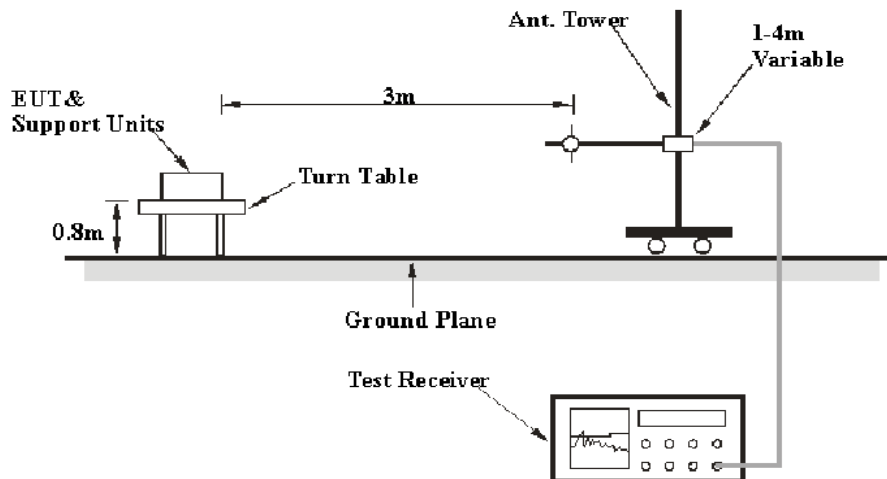 Ant. Tower
1-4m
Variable
3m
EUT&
Support Units
Turn Table
0.8m
Ground Plane
Test Receiver